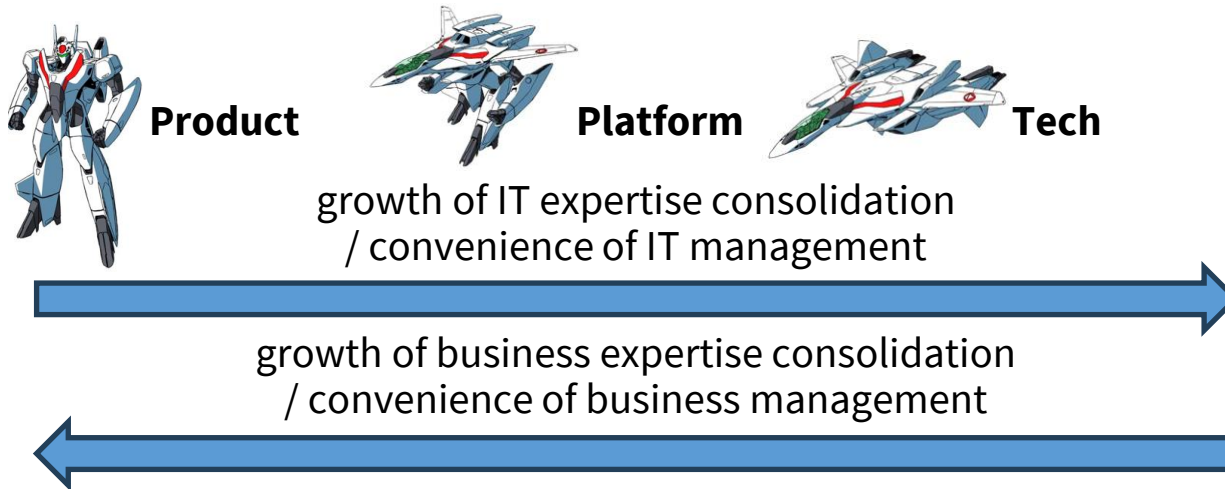 Product
Platform
Tech
growth of IT expertise consolidation
/ convenience of IT management
growth of business expertise consolidation
/ convenience of business management